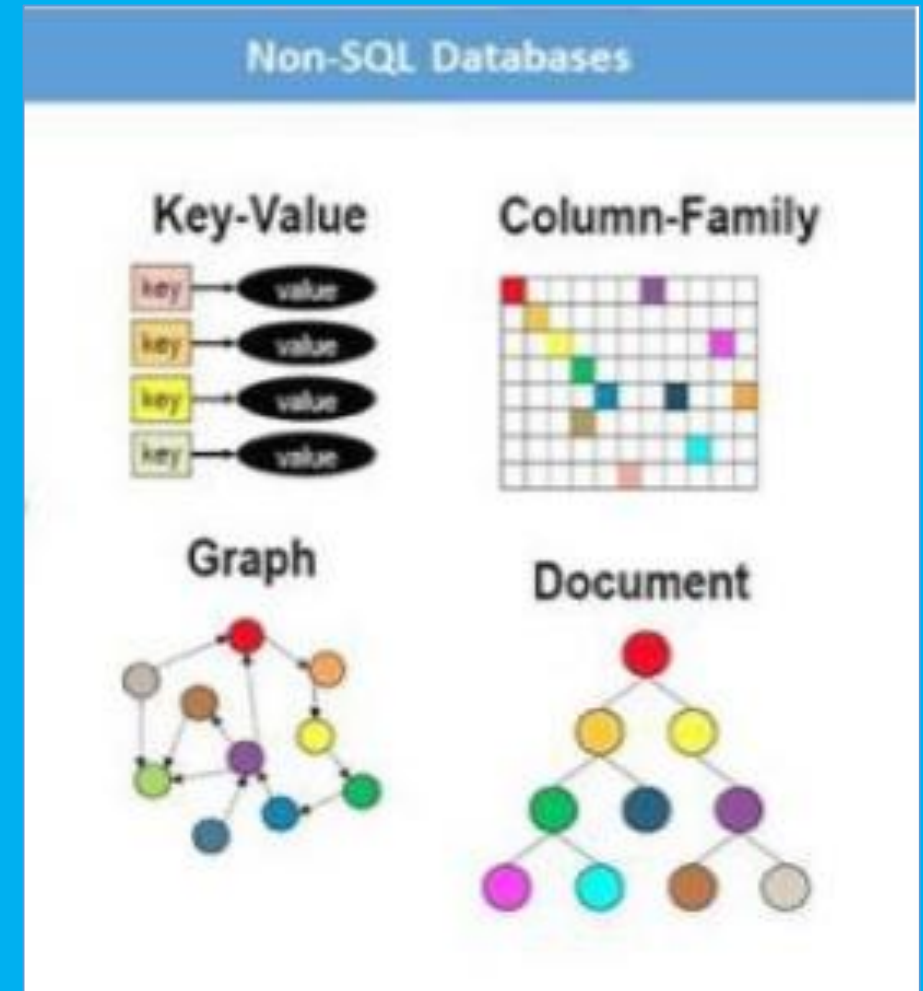 Non-SQL Databases
Key-Value
Column-Family
key
value
key
value
key
value
key
value
Graph
Document